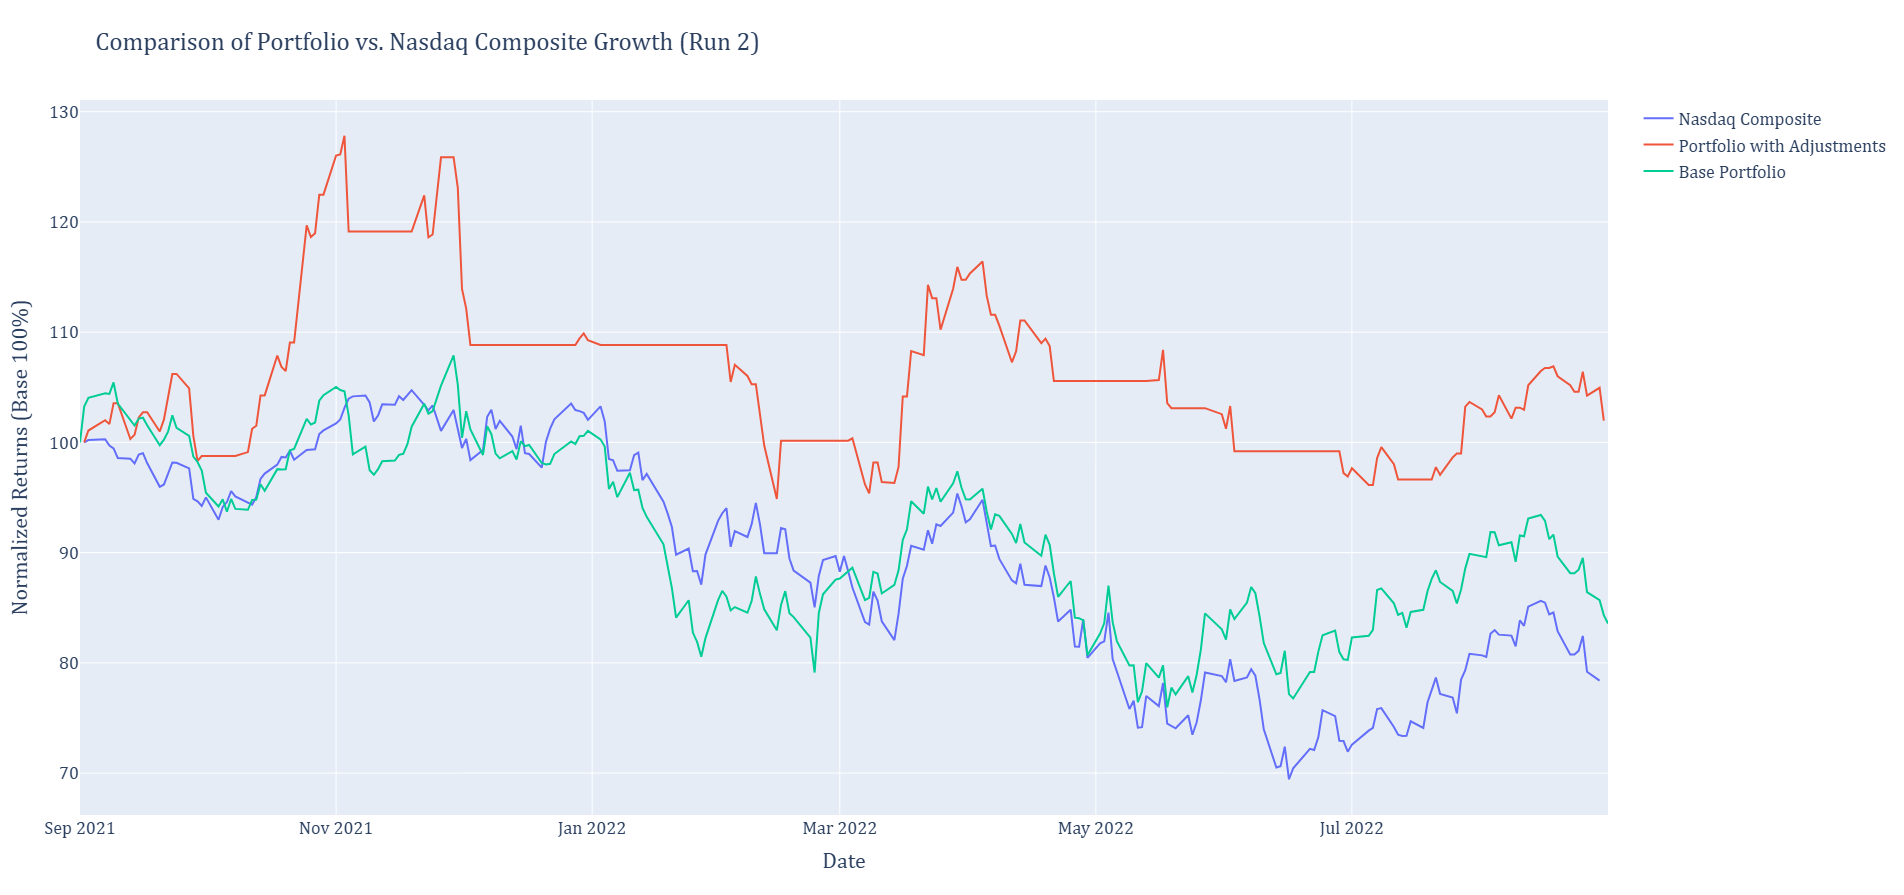 Comparison of Portfolio vs. Nasdaq Composite Growth (Run 2)
Normalized Returns (Base 100%)
130
120
110
100
90
80
70
Sep 2021
Nov 2021
Jan 2022
Mar 2022
May 2022
Jul 2022
Date
Nasdaq Composite
Portfolio with Adjustments
Base Portfolio